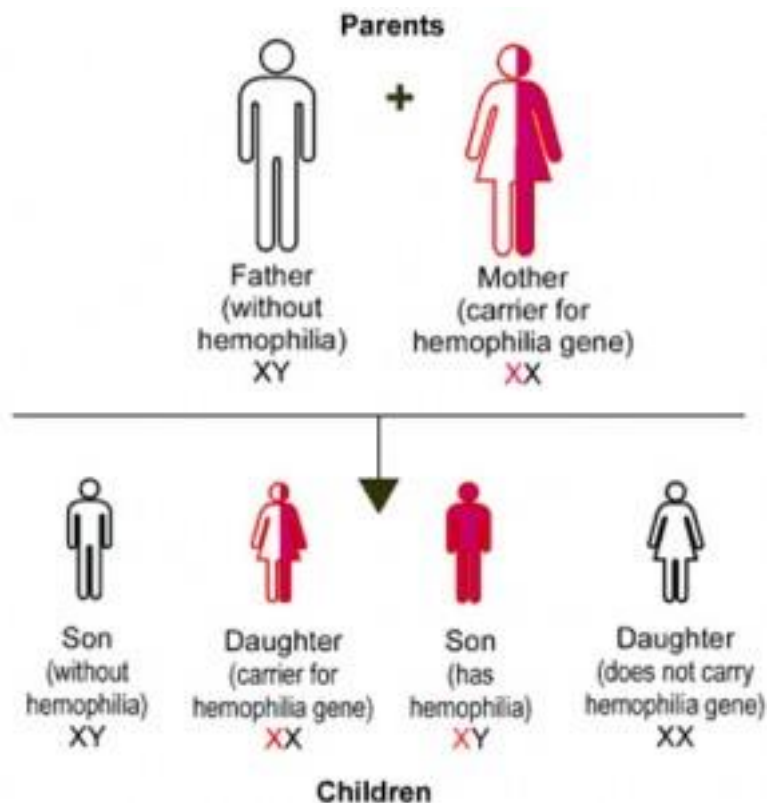 Parents
+
Father
(without
hemophilia)
XY
Mother
(carrier for
hemophilia gene)
XX
Son
(without
hemophilia)
XY
Daughter
(carrier for
hemophilia gene)
XX
Son
(has
hemophilia)
XY
Daughter
(does not carry
hemophilia gene)
XX
Children